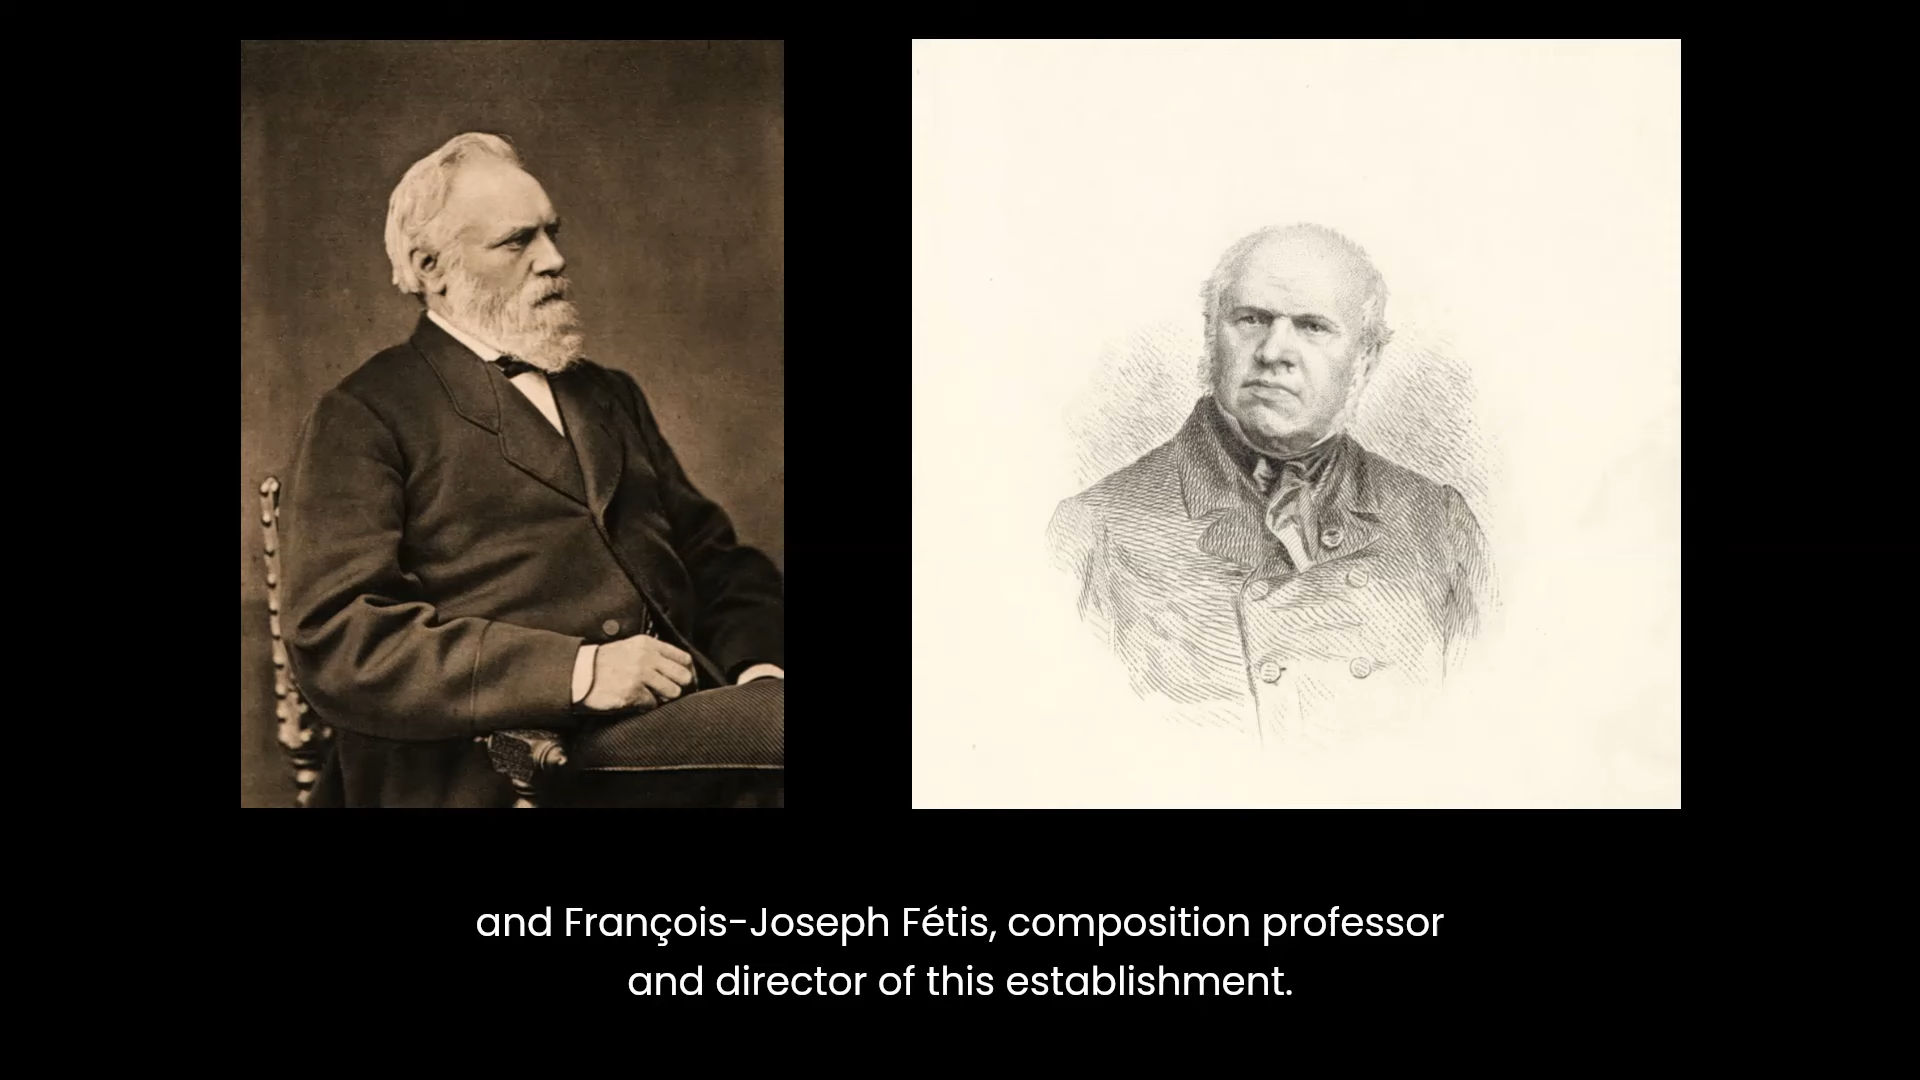 and François-Joseph Fétis, composition professor
and director of this establishment.